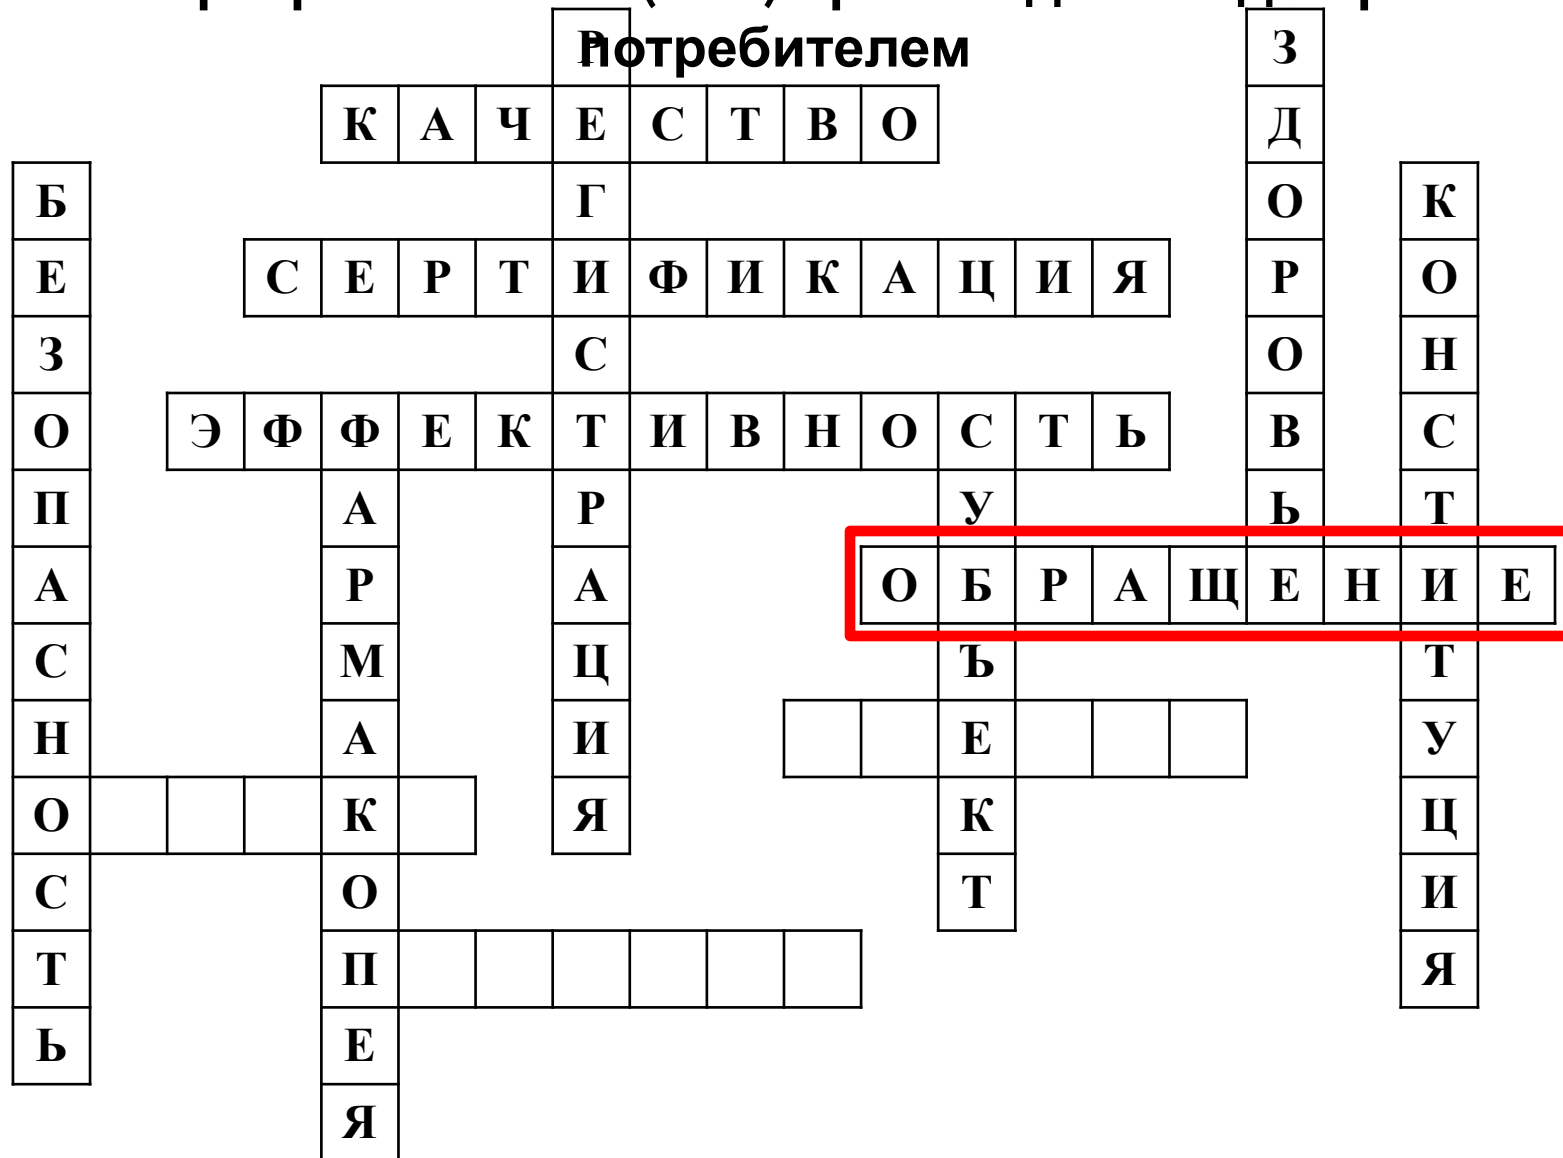 потребителем
РЕГИСТРАЦИЯ
ЗДОРОВЬЕ
КАЧЕСТВО
БЕЗОПАСНОСТЬ
КОНСТИТУЦИЯ
СЕРТИФИКАЦИЯ
ЭФФЕКТИВНОСТЬ
ФАРМАКОПЕЯ
СУБЪЕКТ
ОБРАЩЕНИЕ